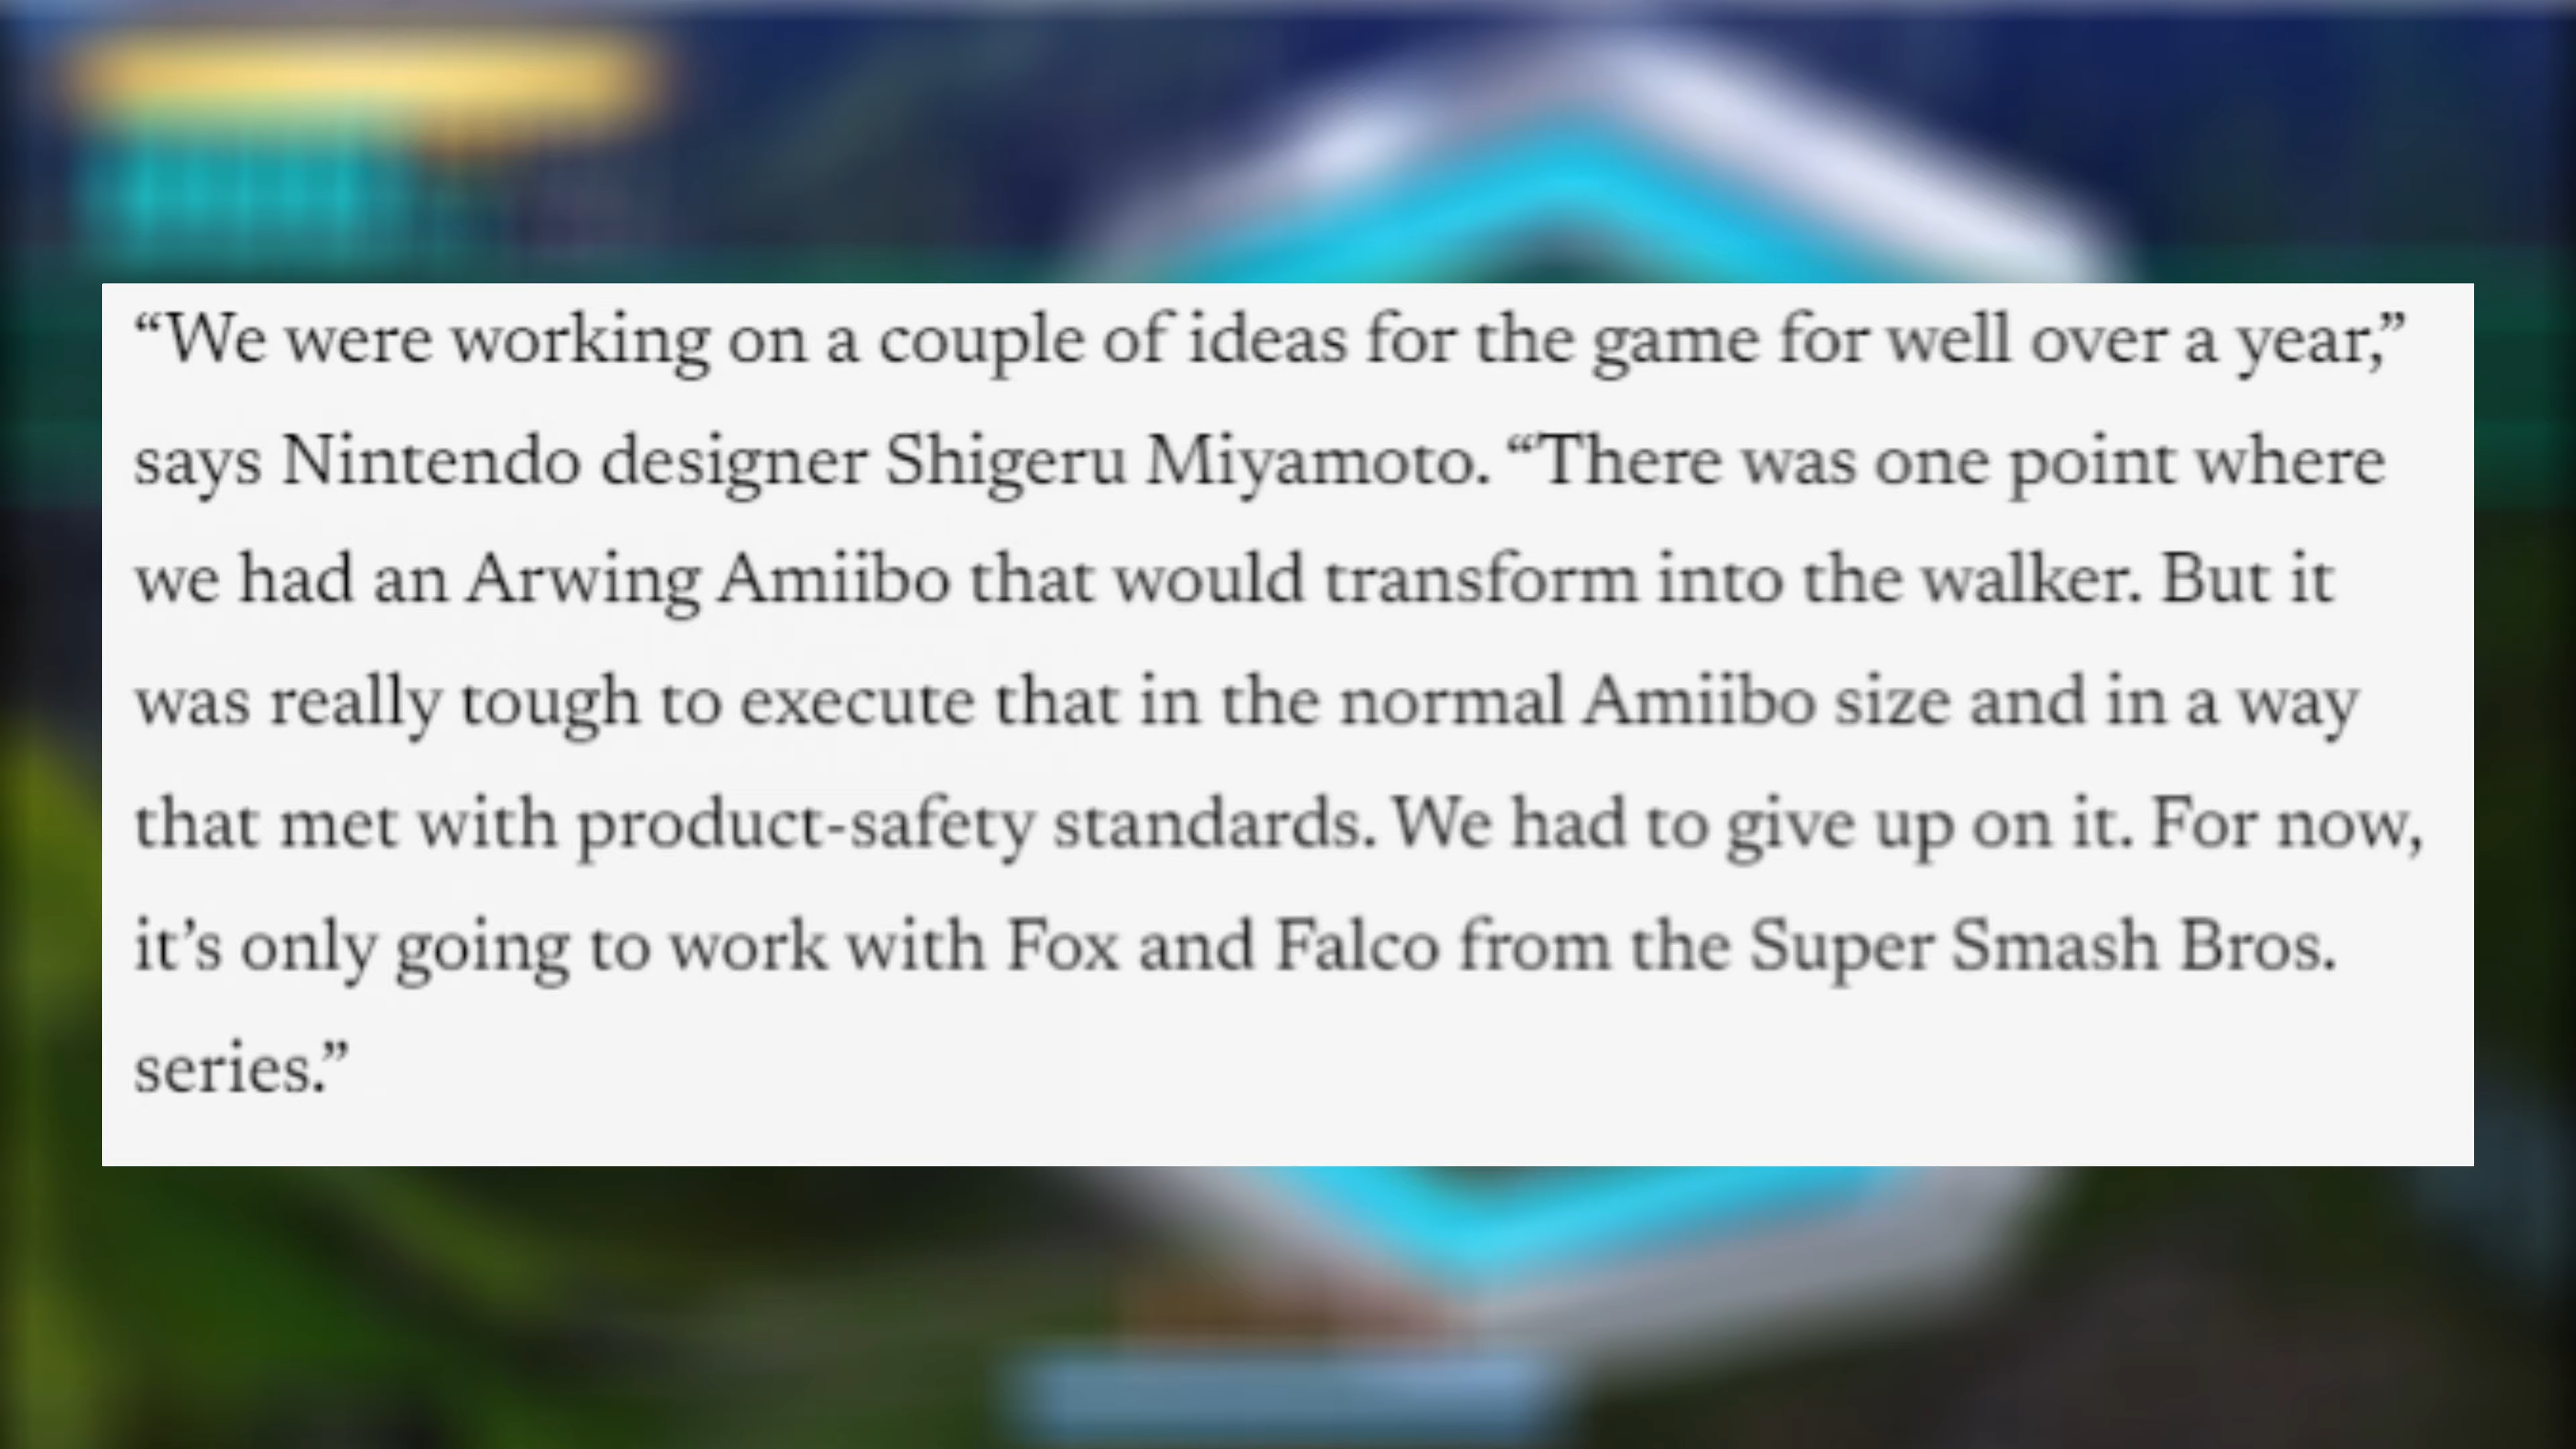 “We were working on a couple of ideas for the game for well over a year,”
says Nintendo designer Shigeru Miyamoto. “There was one point where
we had an Arwing Amiibo that would transform into the walker. But it
was really tough to execute that in the normal Amiibo size and in a way
that met with product-safety standards. We had to give up on it. For now,
it’s only going to work with Fox and Falco from the Super Smash Bros.
series.”